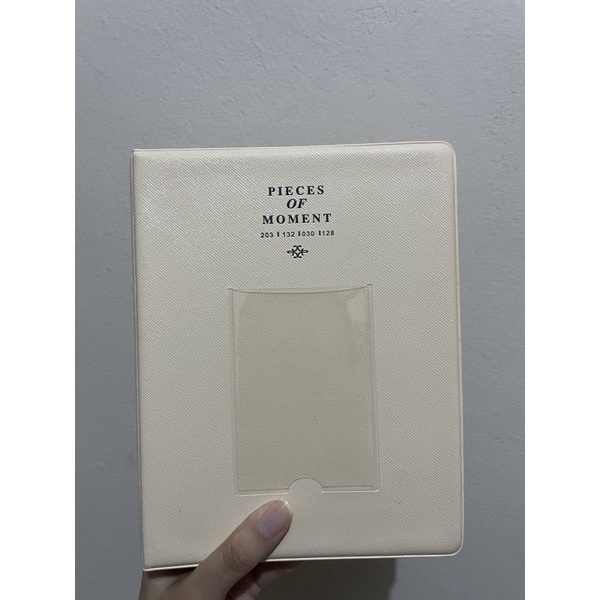 PIECES
OF
MOMENT
203 I 132 I 030 I 128